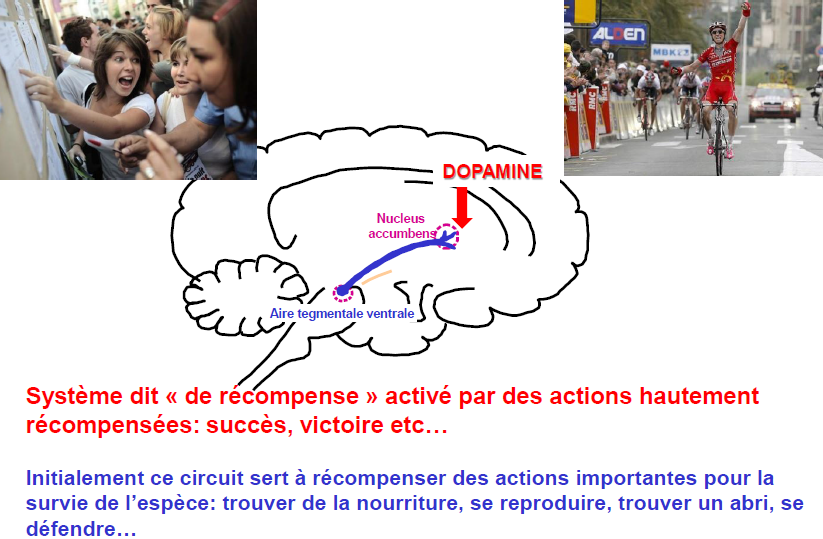 ALDEN
MBK
RMC
DOPAMINE
Nucleus
accumbens
Aire tegmentale ventrale
Système dit « de récompense » activé par des actions hautement
récompensées: succès, victoire etc…
Initialement ce circuit sert à récompenser des actions importantes pour la
survie de l’espèce: trouver de la nourriture, se reproduire, trouver un abri, se
défendre…